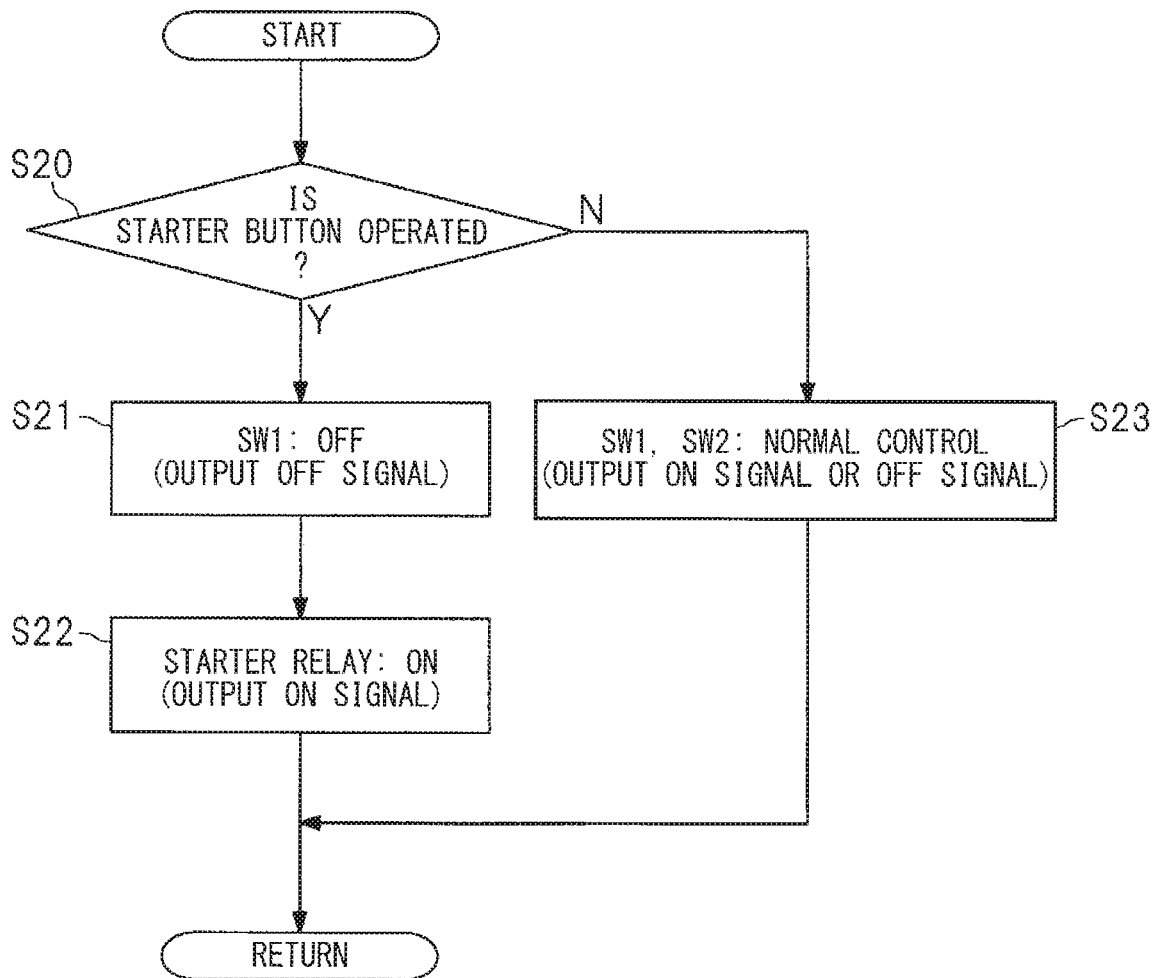 START
S20
IS
STARTER BUTTON OPERATED
?
N
Y
S21
SW1: OFF
(OUTPUT OFF SIGNAL)
SW1, SW2: NORMAL CONTROL
(OUTPUT ON SIGNAL OR OFF SIGNAL)
S23
S22
STARTER RELAY: ON
(OUTPUT ON SIGNAL)
RETURN